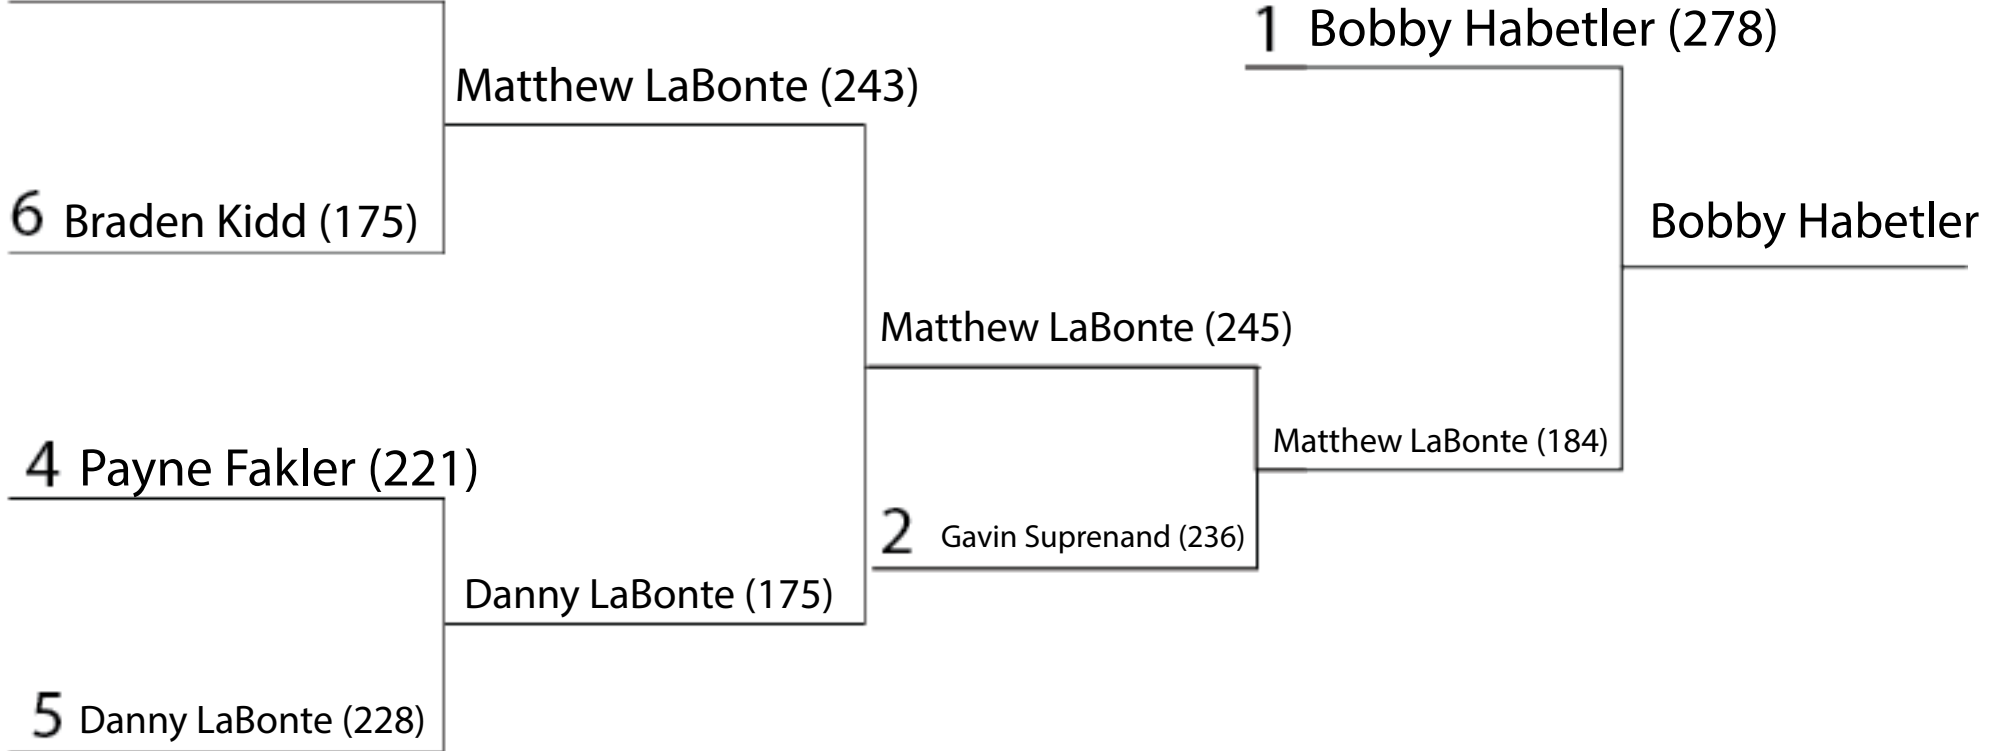 1 Bobby Habetler (278)
Matthew LaBonte (243)
6 Braden Kidd (175)
Bobby Habetler
Matthew LaBonte (245)
4 Payne Fakler (221)
Matthew LaBonte (184)
2 Gavin Suprenand (236)
Danny LaBonte (175)
5 Danny LaBonte (228)